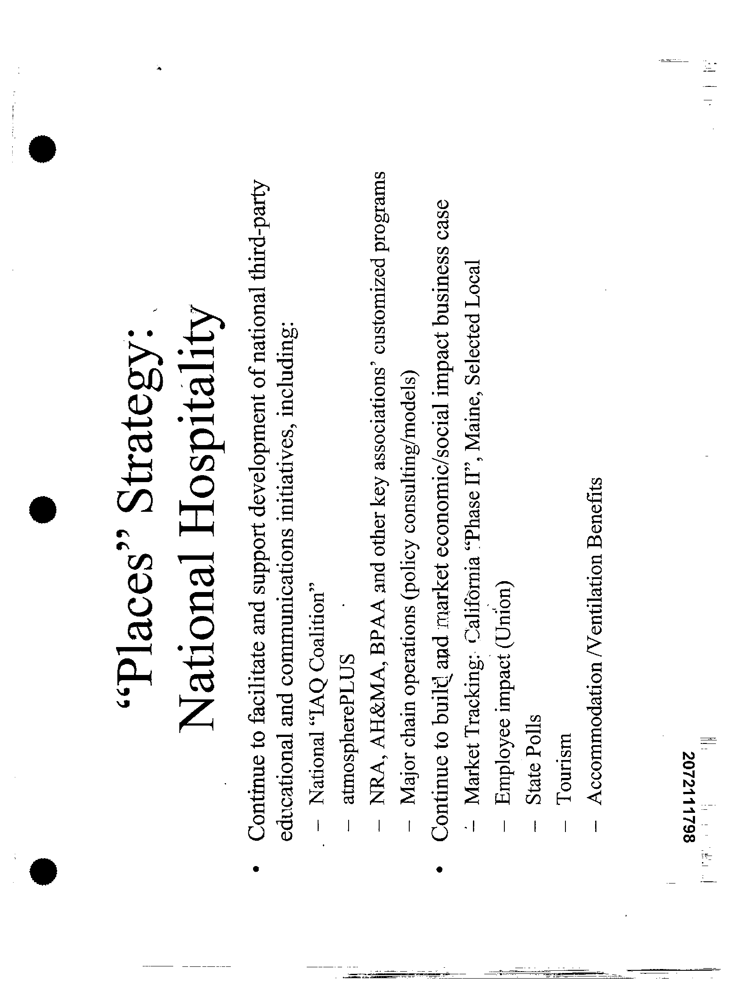 “Places” Strategy:
National Hospitality
• Continue to facilitate and support development of national third-party
educational and communications initiatives, including:
– National “IAQ Coalition”
– atmospherePLUS
– NRA, AH&MA, BPAA and other key associations’ customized programs
– Major chain operations (policy consulting/models)
• Continue to build and market economic/social impact business case
– Market Tracking: California “Phase II”, Maine, Selected Local
– Employee impact (Union)
– State Polls
– Tourism
– Accommodation /Ventilation Benefits
2072111798